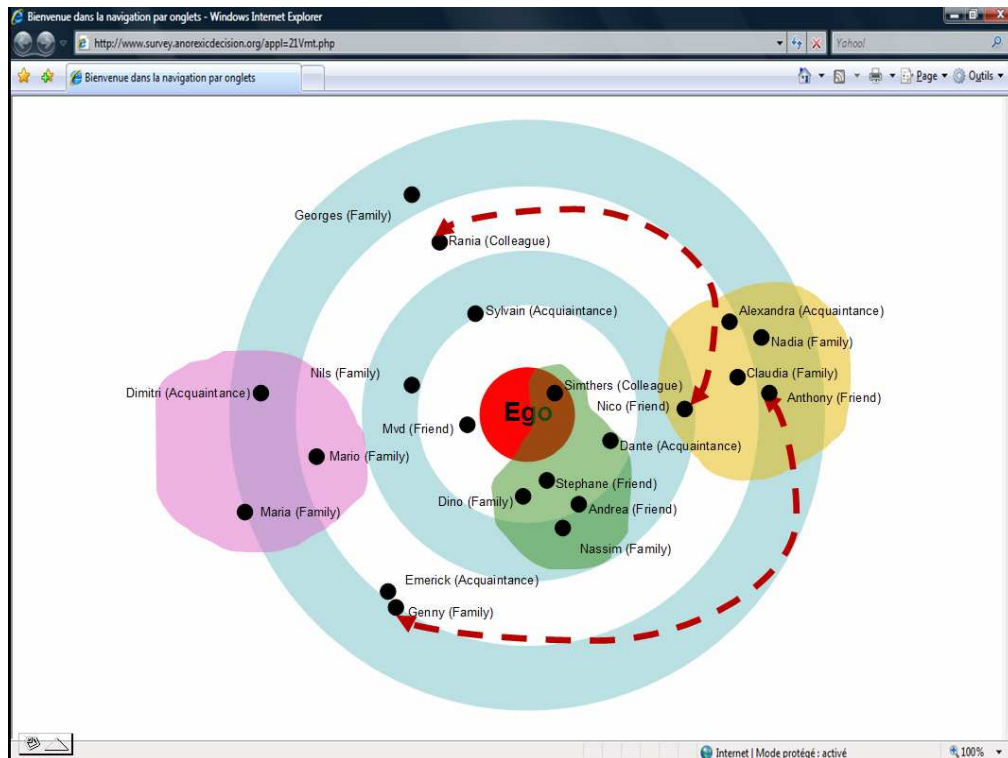 Bienvenue dans la navigation par onglets - Windows Internet Explorer
http://www.survey.anorexicdecision.org/appl=21Vmt.php
Yahoo!
Bienvenue dans la navigation par onglets
Page
Outils
Georges (Family)
Rania (Colleague)
Sylvain (Acquiaintance)
Alexandra (Acquaintance)
Nadia (Family)
Nils (Family)
Claudia (Family)
Dimitri (Acquaintance)
Simthers (Colleague)
Anthony (Friend)
Nico (Friend)
Ego
Mvd (Friend)
Dante (Acquaintance)
Mario (Family)
Stephane (Friend)
Dino (Family)
Andrea (Friend)
Maria (Family)
Nassim (Family)
Emerick (Acquaintance)
Genny (Family)
Internet | Mode protégé : activé
100%